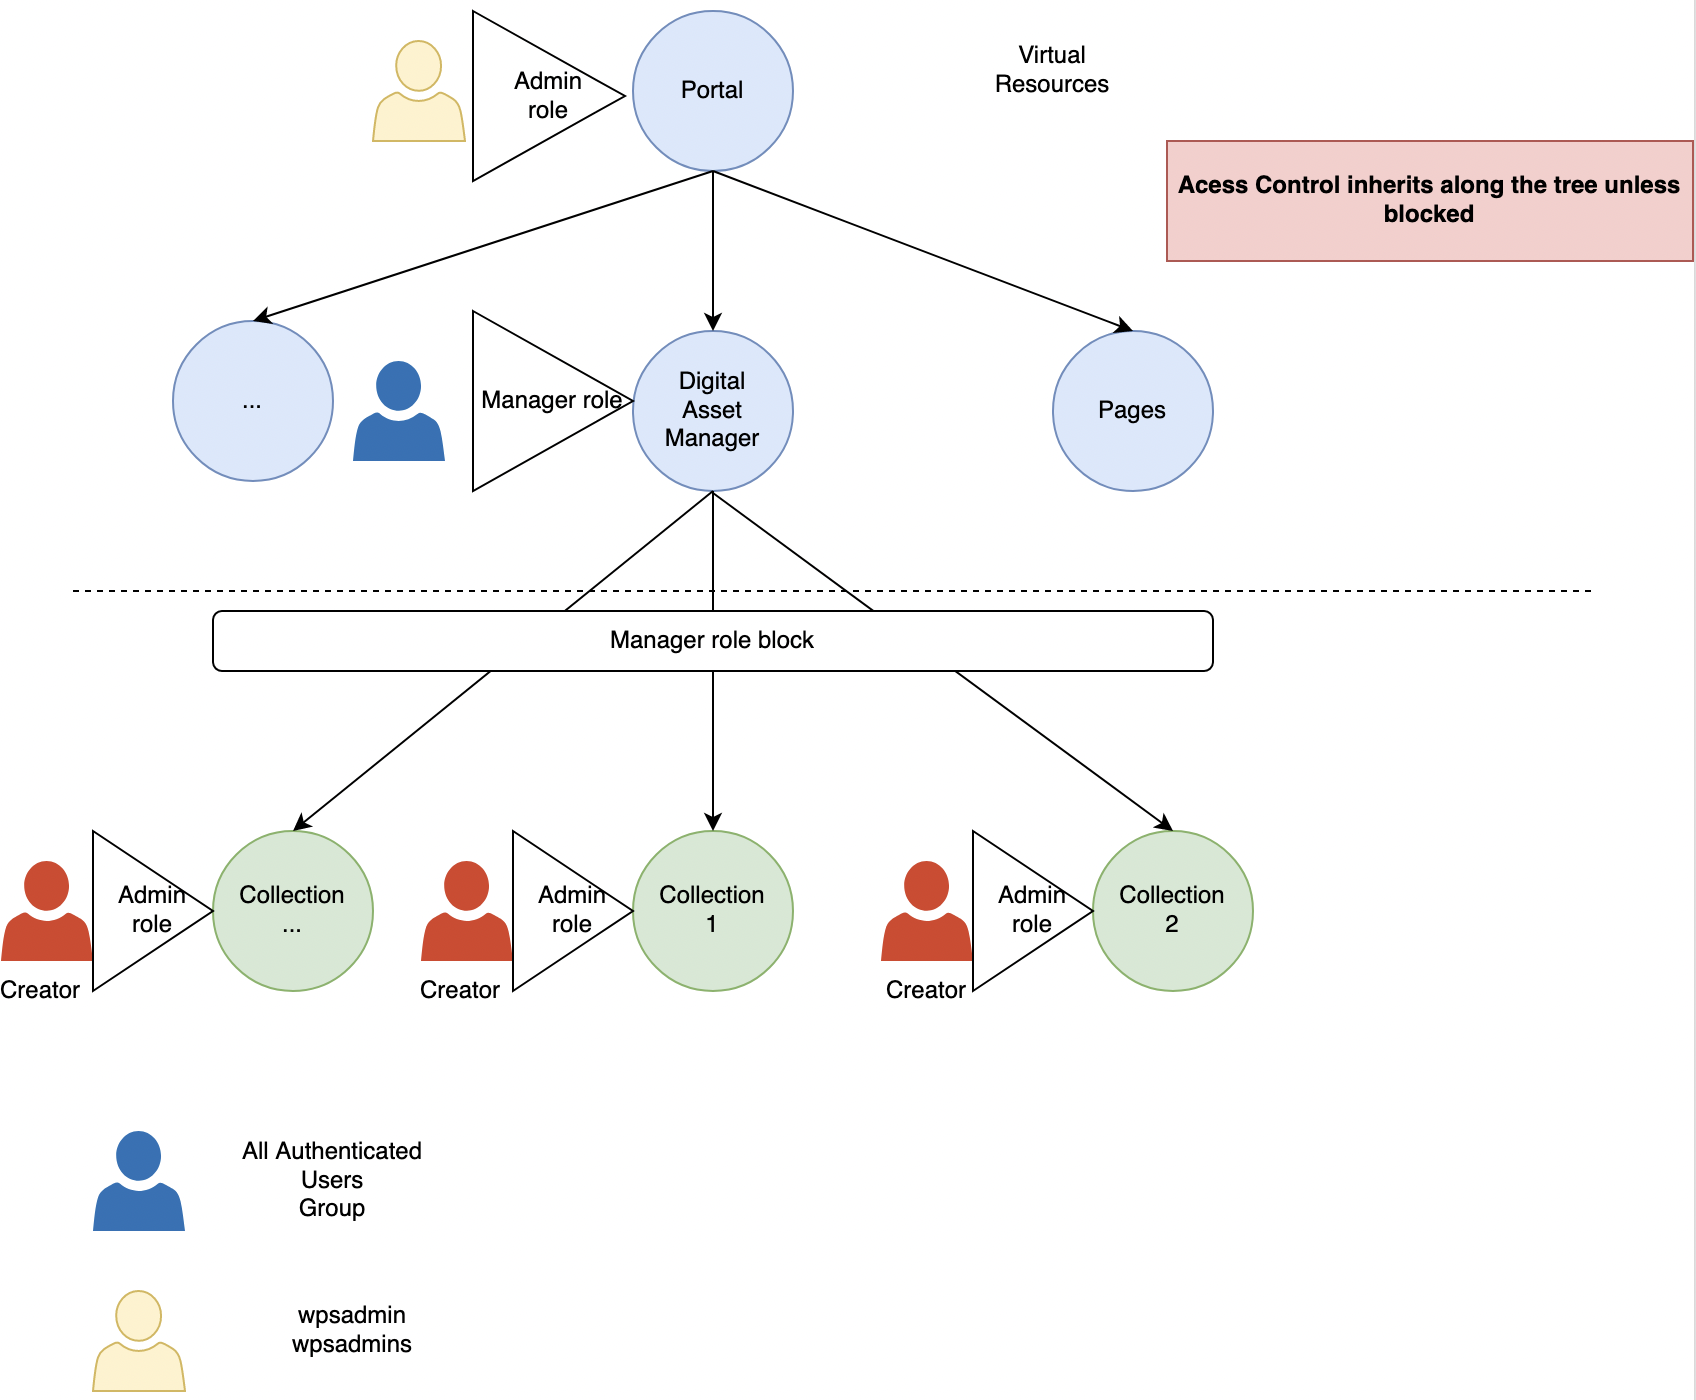 Admin
role
Portal
Virtual
Resources
Acess Control inherits along the tree unless
blocked
...
Manager role
Digital
Asset
Manager
Pages
Manager role block
Admin
role
Collection
...
Creator
Admin
role
Collection
1
Creator
Admin
role
Collection
2
Creator
All Authenticated
Users
Group
wpsadmin
wpsadmins